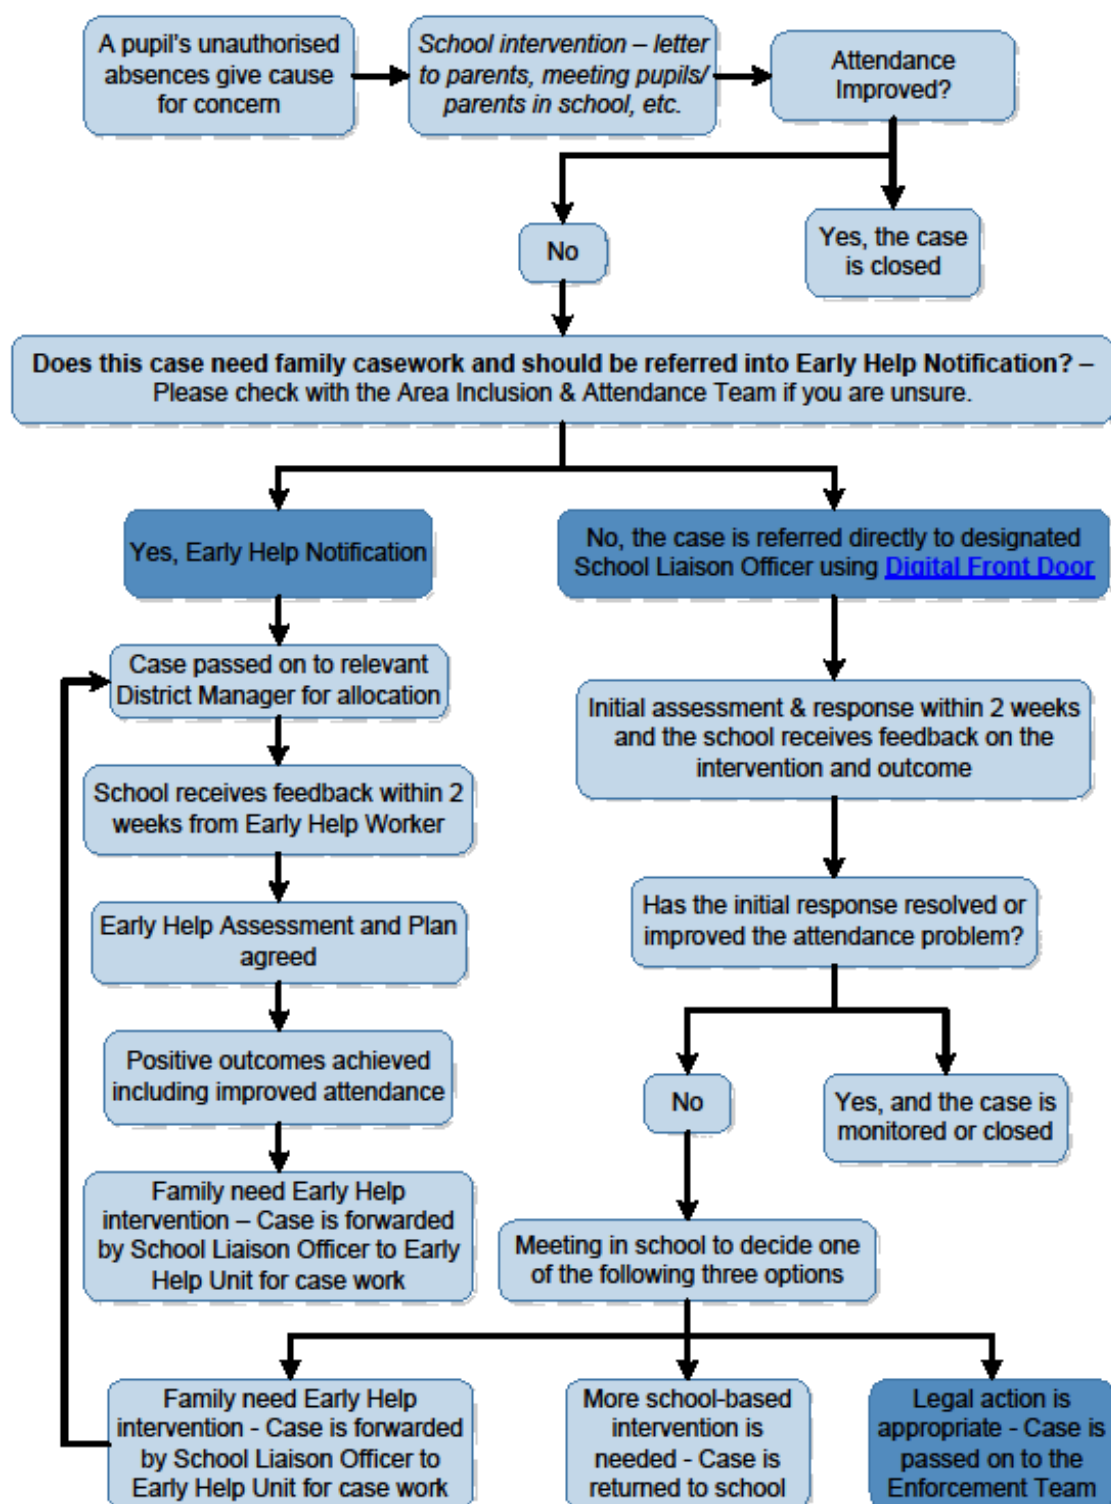 A pupil's unauthorised
absences give cause
for concern
School intervention – letter
to parents, meeting pupils/
parents in school, etc.
Attendance
Improved?
No
Yes, the case
is closed
Does this case need family casework and should be referred into Early Help Notification? –
Please check with the Area Inclusion & Attendance Team if you are unsure.
Yes, Early Help Notification
No, the case is referred directly to designated
School Liaison Officer using Digital Front Door
Case passed on to relevant
District Manager for allocation
School receives feedback within 2
weeks from Early Help Worker
Early Help Assessment and Plan
agreed
Positive outcomes achieved
including improved attendance
Family need Early Help
intervention – Case is forwarded
by School Liaison Officer to Early
Help Unit for case work
Initial assessment & response within 2 weeks
and the school receives feedback on the
intervention and outcome
Has the initial response resolved or
improved the attendance problem?
No
Yes, and the case is
monitored or closed
Meeting in school to decide one
of the following three options
Family need Early Help
intervention - Case is forwarded
by School Liaison Officer to
Early Help Unit for case work
More school-based
intervention is
needed - Case is
returned to school
Legal action is
appropriate - Case is
passed on to the
Enforcement Team